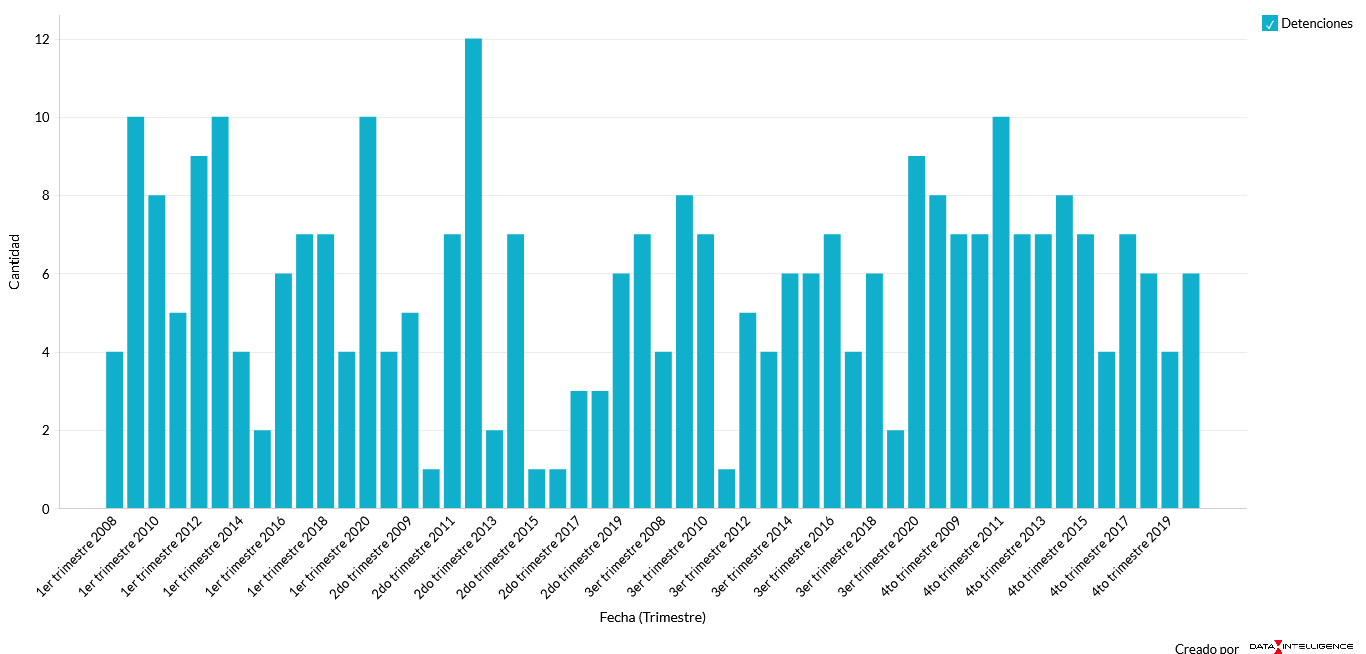 Detenciones
12
10
8
6
4
2
0
Cantidad
1er trimestre 2008
1er trimestre 2010
1er trimestre 2012
1er trimestre 2014
1er trimestre 2016
1er trimestre 2018
1er trimestre 2020
2do trimestre 2009
2do trimestre 2011
2do trimestre 2013
2do trimestre 2015
2do trimestre 2017
2do trimestre 2019
3er trimestre 2008
3er trimestre 2010
3er trimestre 2012
3er trimestre 2014
3er trimestre 2016
3er trimestre 2018
3er trimestre 2020
4to trimestre 2009
4to trimestre 2011
4to trimestre 2013
4to trimestre 2015
4to trimestre 2017
4to trimestre 2019
Fecha (Trimestre)
Creado por DATA INTELLIGENCE